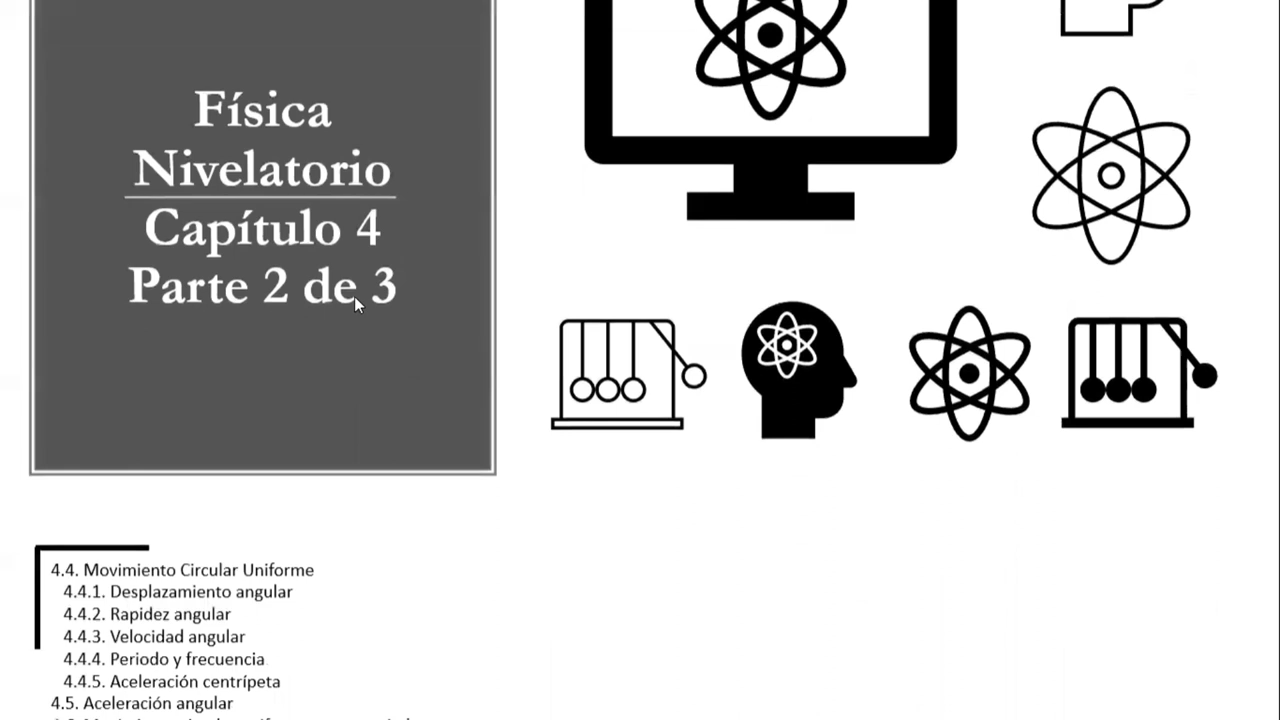 Física
Nivelatorio
Capítulo 4
Parte 2 de 3
4.4. Movimiento Circular Uniforme
4.4.1. Desplazamiento angular
4.4.2. Rapidez angular
4.4.3. Velocidad angular
4.4.4. Periodo y frecuencia
4.4.5. Aceleración centrípeta
4.5. Aceleración angular